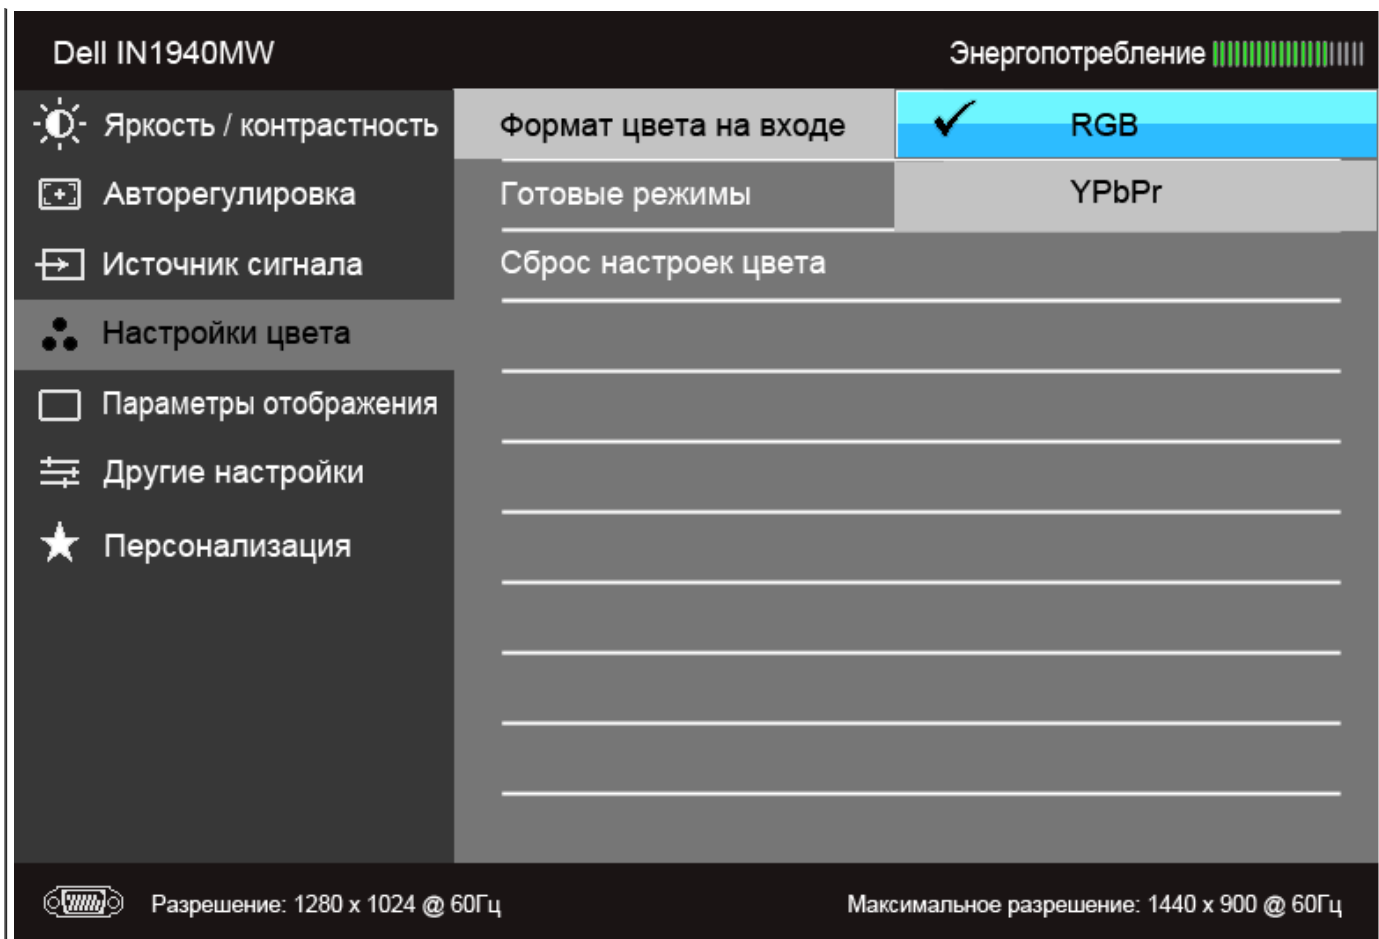 Dell IN1940MW
Энергопотребление
Яркость / контрастность
Формат цвета на входе
RGB
Авторегулировка
Готовые режимы
YPbPr
Источник сигнала
Сброс настроек цвета
Настройки цвета
Параметры отображения
Другие настройки
Персонализация
Разрешение: 1280 x 1024 @ 60Гц
Максимальное разрешение: 1440 x 900 @ 60Гц